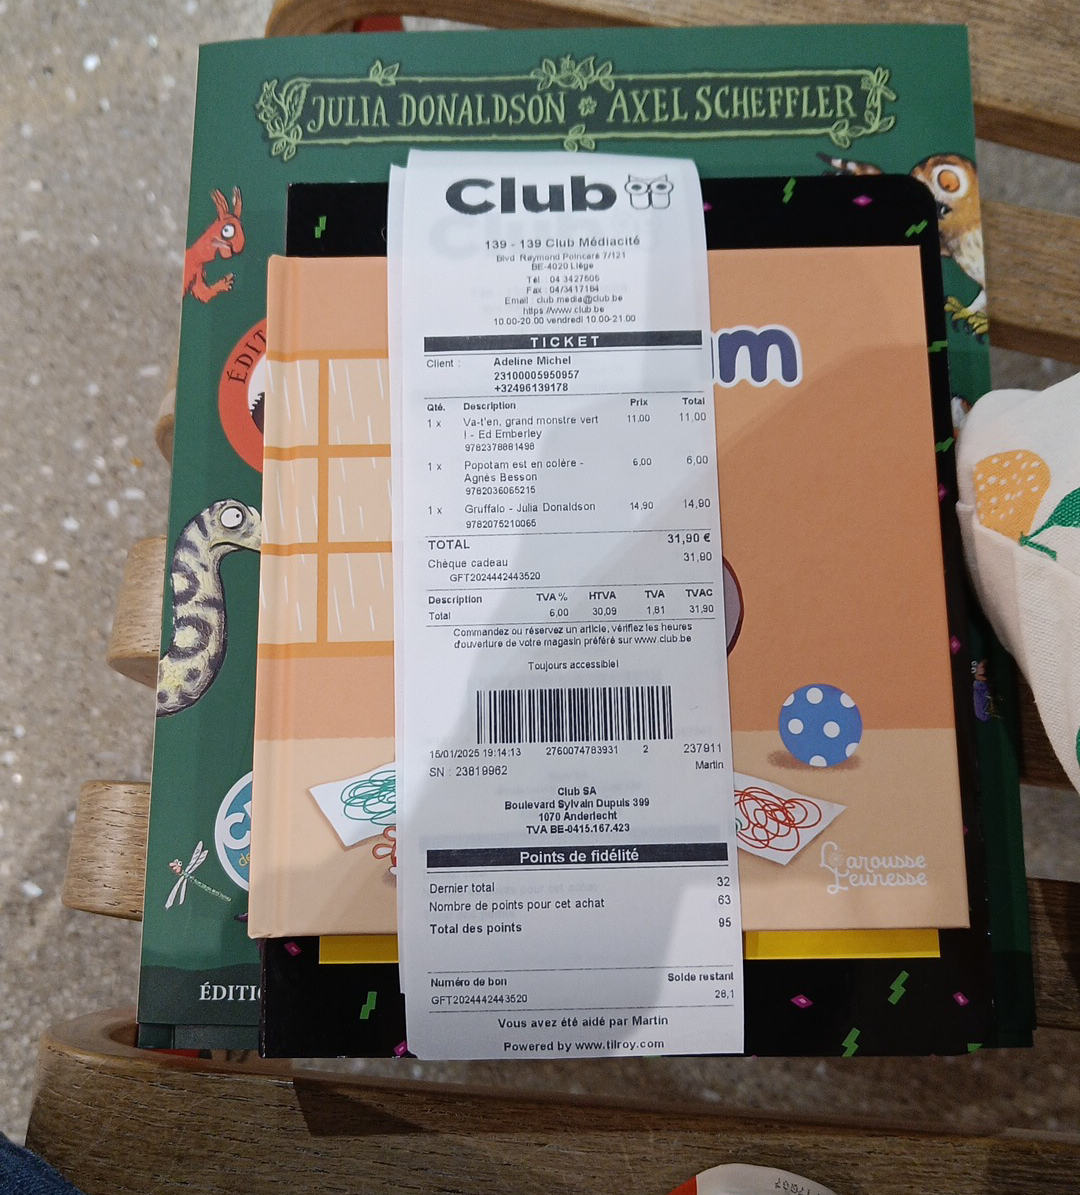 JULIA DONALDSON AXEL SCHEFFLER
Club
139 - 139 Club Médiacité
Blvd Raymond Poincaré 7/121
BE-4020 Liège
Tél : 04 3427606
Fax : 04/3417184
Email : club.media@club.be
https://www.club.be
10.00-20.00 vendredi 10.00-21.00
TICKET
Client : Adeline Michel
23100005950957
+32496139178
Qté. Description Prix Total
1 x Va-t'en, grand monstre vert 11.00 11,00
! - Ed Emberley
9782378881498
1 x Popotam est en colère - 6,00 6,00
Agnès Besson
9782036065215
1 x Gruffalo - Julia Donaldson 14,90 14,90
9782075210065
TOTAL 31,90 €
Chèque cadeau 31,90
GFT2024442443520
Description TVA % HTVA TVA TVAC
Total 6,00 30,09 1,81 31,90
Commandez ou réservez un article, vérifiez les heures
d'ouverture de votre magasin préféré sur www.club.be
Toujours accessible!
15/01/2025 19:14:13 2760074783931 2 237911
SN : 23819962 Martin
Club SA
Boulevard Sylvain Dupuis 399
1070 Anderlecht
TVA BE-0415.167.423
Points de fidélité
Dernier total 32
Nombre de points pour cet achat 63
Total des points 95
Numéro de bon Solde restant
GFT2024442443520 26,1
Vous avez été aidé par Martin
Powered by www.tilroy.com
ÉDIT
m
Larousse
Jeunesse
ÉDITIO